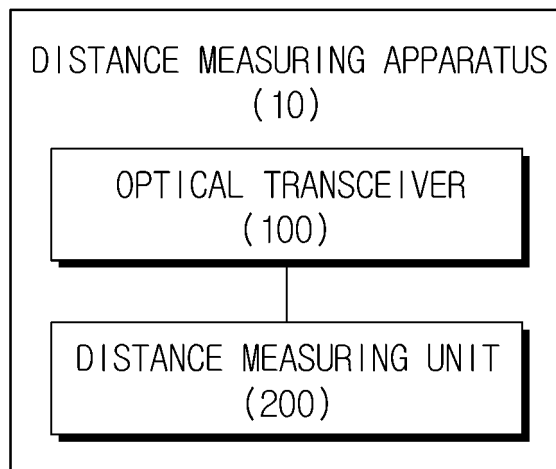 DISTANCE MEASURING APPARATUS
(10)
OPTICAL TRANSCEIVER
(100)
DISTANCE MEASURING UNIT
(200)